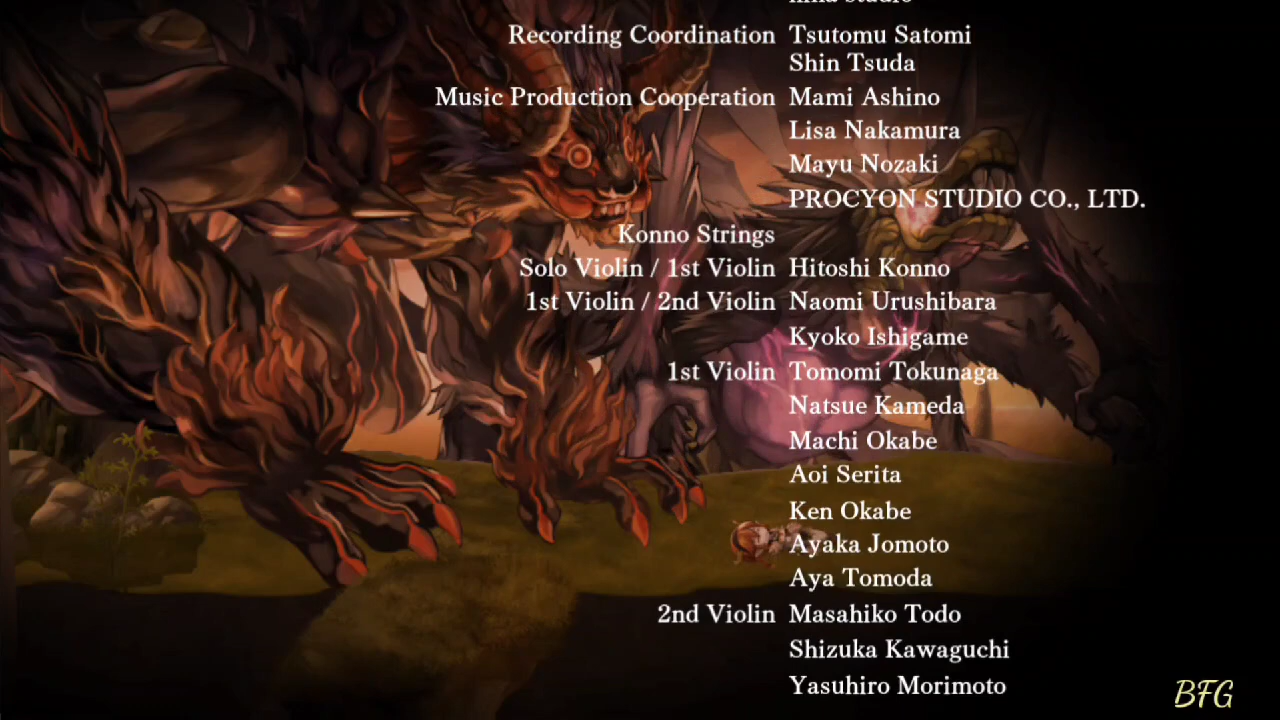 Recording Coordination Tsutomu Satomi
Shin Tsuda
Music Production Cooperation Mami Ashino
Lisa Nakamura
Mayu Nozaki
PROCYON STUDIO CO., LTD.
Konno Strings
Solo Violin / 1st Violin Hitoshi Konno
1st Violin / 2nd Violin Naomi Urushibara
Kyoko Ishigame
1st Violin Tomomi Tokunaga
Natsue Kameda
Machi Okabe
Aoi Serita
Ken Okabe
Ayaka Jomoto
Aya Tomoda
2nd Violin Masahiko Todo
Shizuka Kawaguchi
Yasuhiro Morimoto
BFG